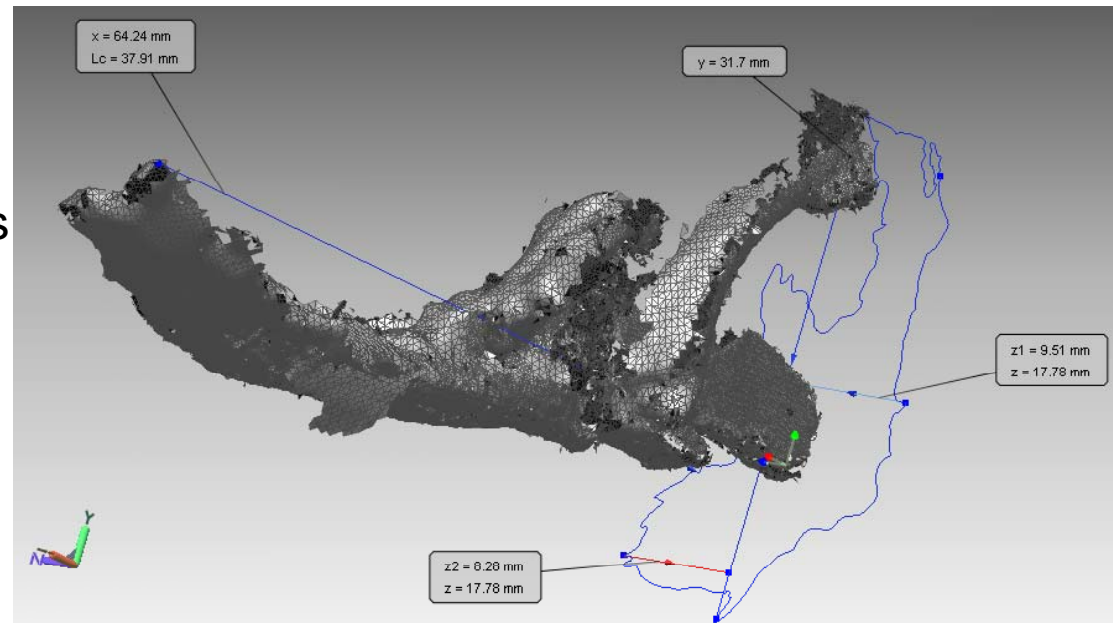 x = 64.24 mm
Lc = 37.91 mm
y = 31.7 mm
s
z1 = 9.51 mm
z = 17.78 mm
z2 = 8.26 mm
z = 17.78 mm
Y